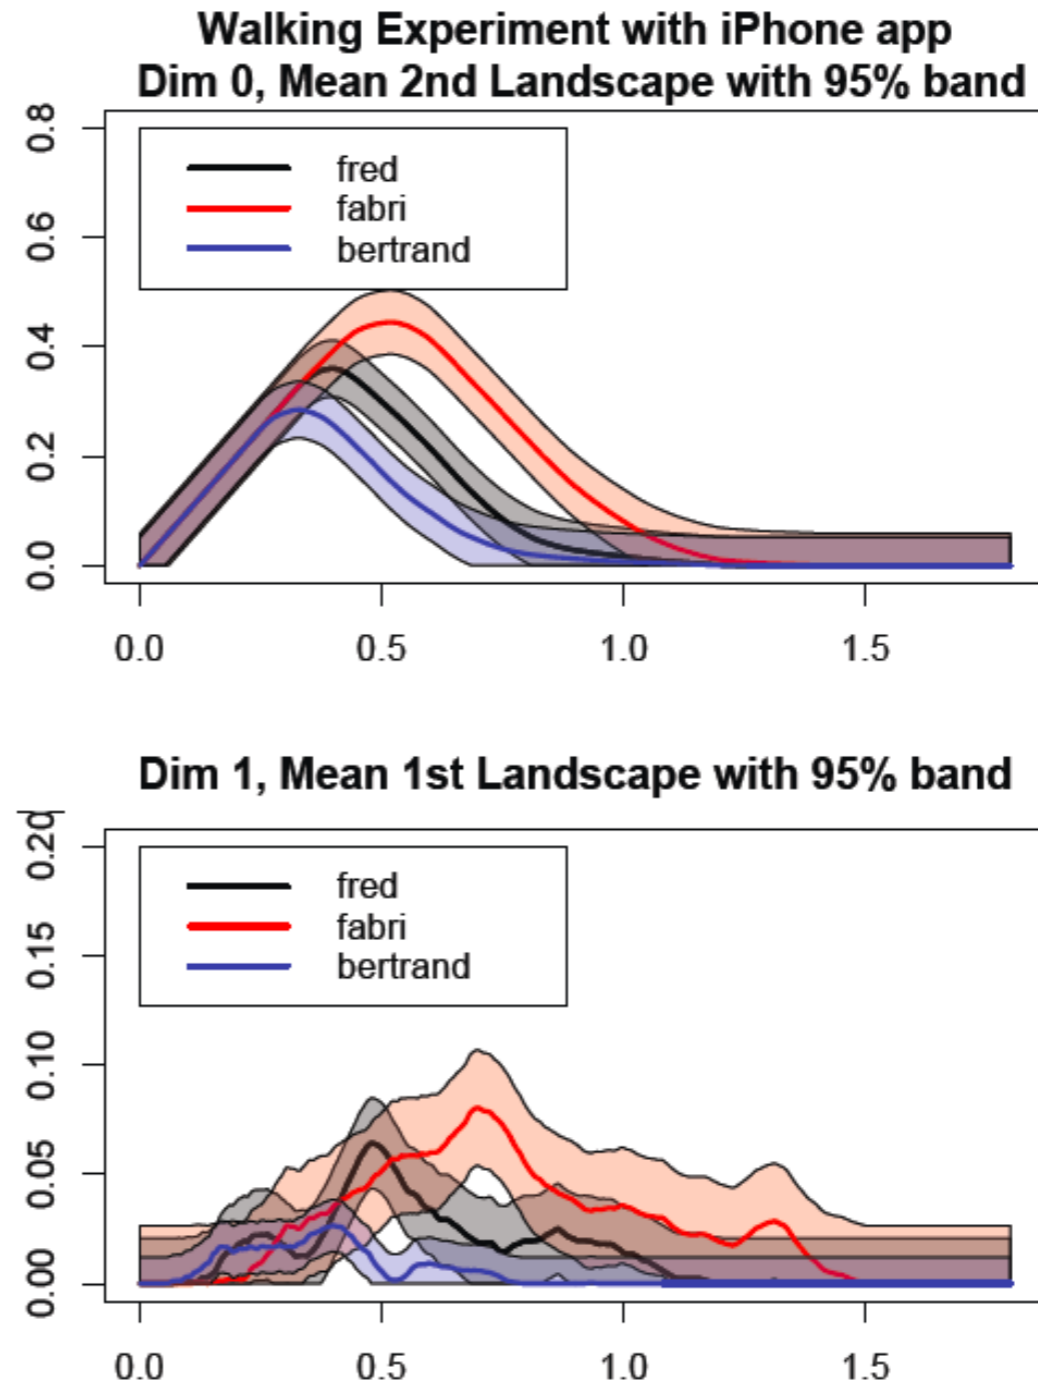 Walking Experiment with iPhone app
Dim 0, Mean 2nd Landscape with 95% band
0.8
0.6
0.4
0.2
0.0
fred
fabri
bertrand
0.0 0.5 1.0 1.5
Dim 1, Mean 1st Landscape with 95% band
0.20
0.15
0.10
0.05
0.00
fred
fabri
bertrand
0.0 0.5 1.0 1.5